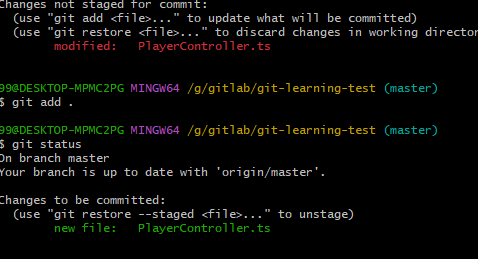 Changes not staged for commit:
  (use "git add <file>..." to update what will be committed)
  (use "git restore <file>..." to discard changes in working director
        modified:   PlayerController.ts
99@DESKTOP-MPMC2PG MINGW64 /g/gitlab/git-learning-test (master)
$ git add .
99@DESKTOP-MPMC2PG MINGW64 /g/gitlab/git-learning-test (master)
$ git status
On branch master
Your branch is up to date with 'origin/master'.
Changes to be committed:
  (use "git restore --staged <file>..." to unstage)
        new file:   PlayerController.ts